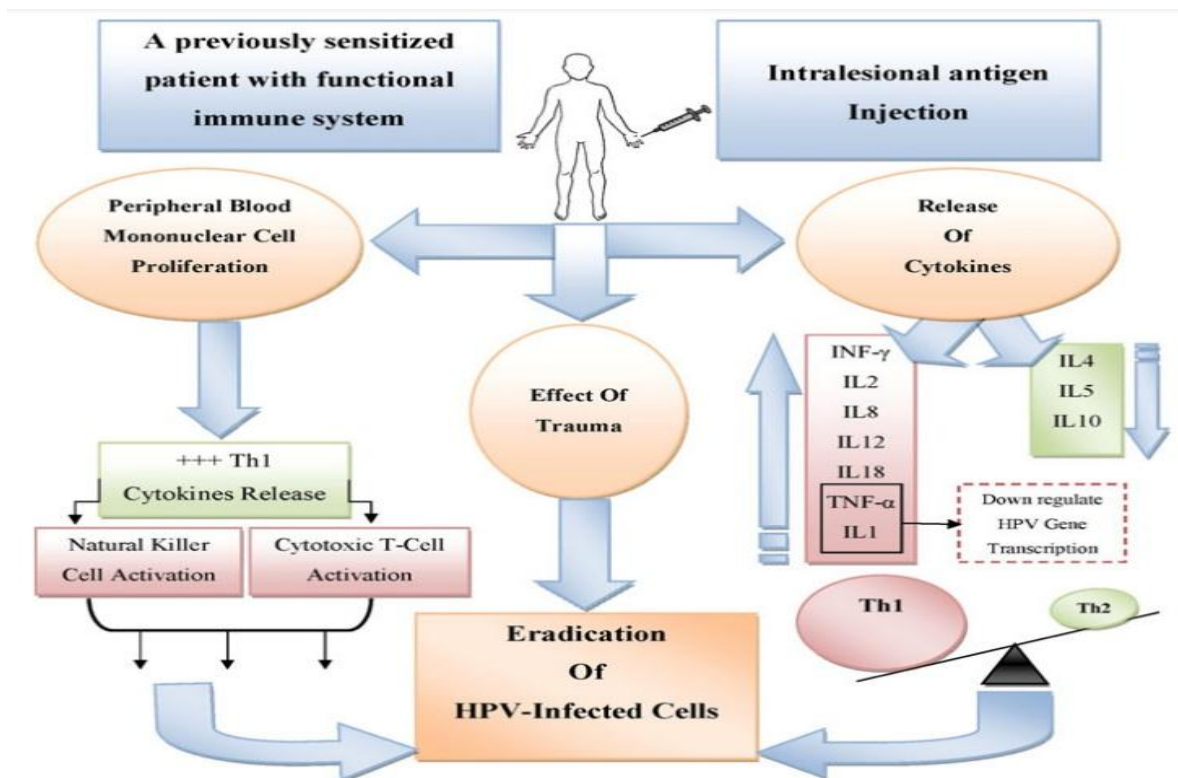 A previously sensitized
patient with functional
immune system
Intralesional antigen
Injection
Peripheral Blood
Mononuclear Cell
Proliferation
Release
Of
Cytokines
Effect Of
Trauma
INF-γ
IL2
IL8
IL12
IL18
TNF-α
IL1
IL4
IL5
IL10
Down regulate
HPV Gene
Transcription
+++ Th1
Cytokines Release
Natural Killer
Cell Activation
Cytotoxic T-Cell
Activation
Th1
Th2
Eradication
Of
HPV-Infected Cells